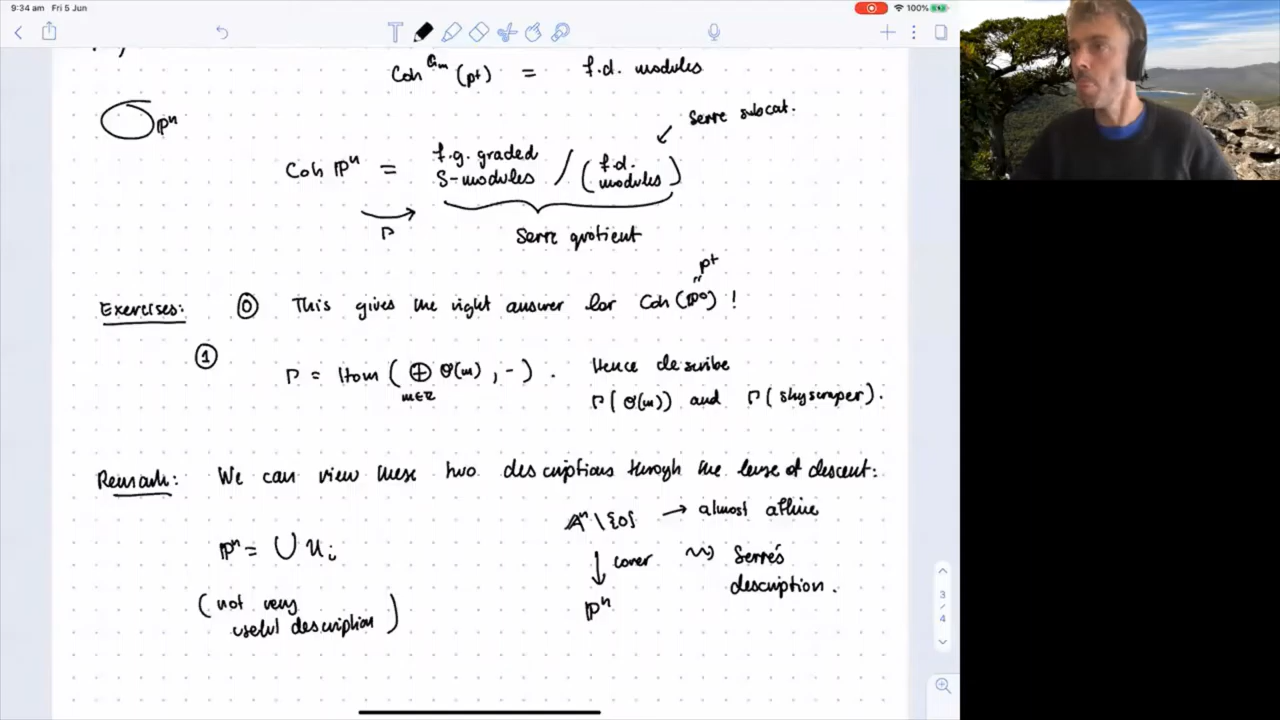 9:34 am Fri 5 Jun
100%
Coh^{G_m}(pt) = f.d. modules
P^n
Serre subcat.
Coh P^n = f.g. graded S-modules / (f.d. modules)
Γ
Serre quotient
pt
Exercises: ⓪ This gives the right answer for Coh(P^0)!
① Γ = Hom(⊕_{m∈Z} O(m), -). Hence describe
Γ(O(m)) and Γ(skyscraper).
Remark: We can view these two descriptions through the lense of descent:
A^n \ {0} → almost affine
P^n = ∪ U_i
↓ cover ⇝ Serre's
description.
P^n
(not very
useful description)
3
/
4